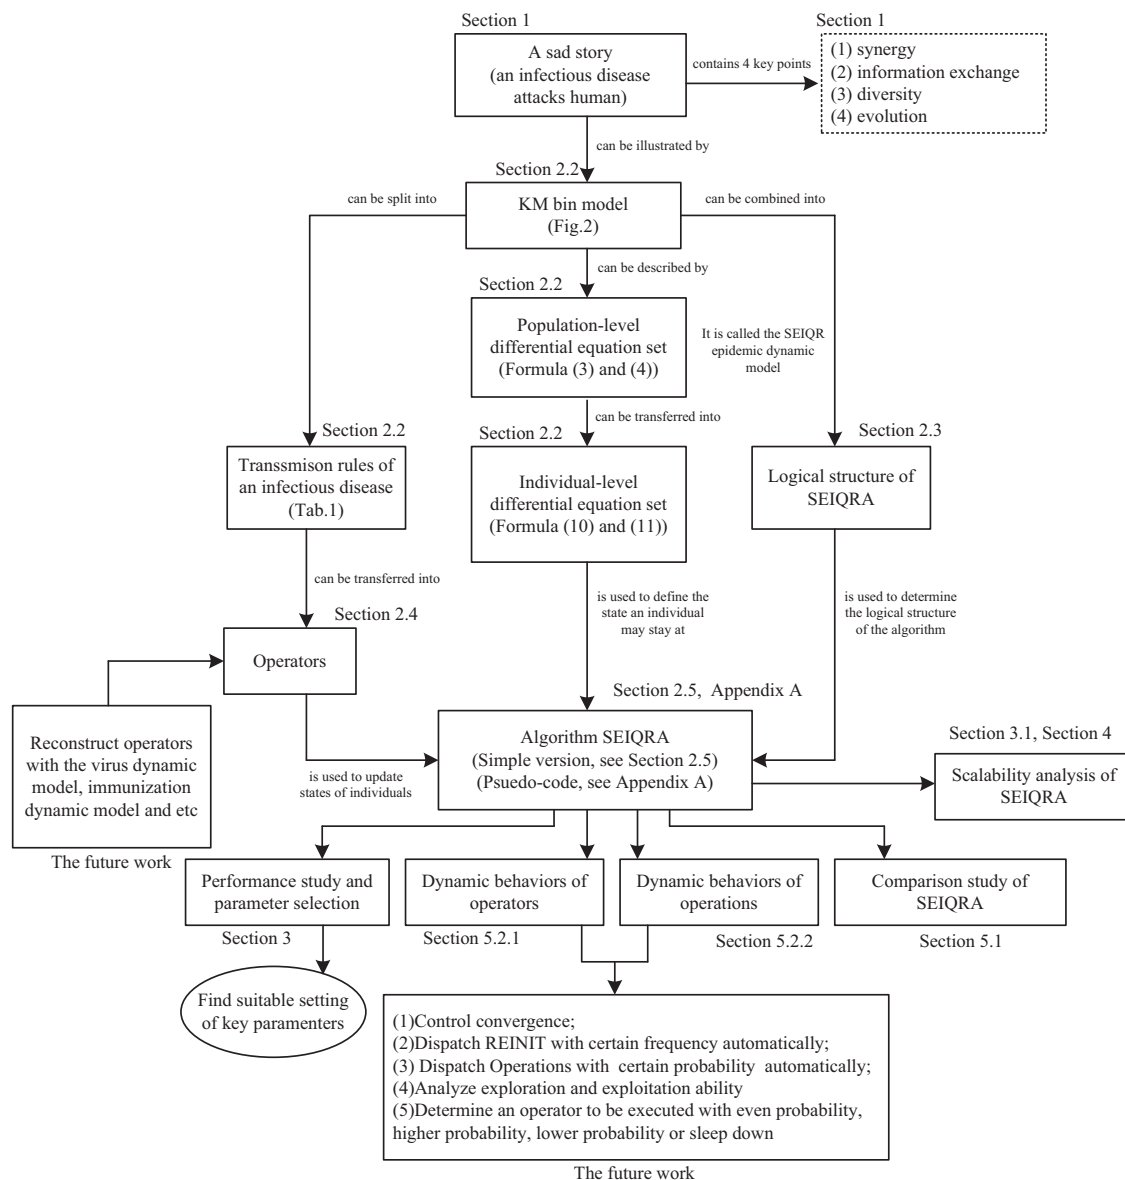 Section 1
A sad story
(an infectious disease
attacks human)
contains 4 key points
Section 1
(1) synergy
(2) information exchange
(3) diversity
(4) evolution
can be illustrated by
Section 2.2
can be split into
KM bin model
(Fig.2)
can be combined into
can be described by
Section 2.2
Population-level
differential equation set
(Formula (3) and (4))
It is called the SEIQR
epidemic dynamic
model
can be transferred into
Section 2.2
Transsmison rules of
an infectious disease
(Tab.1)
Section 2.2
Individual-level
differential equation set
(Formula (10) and (11))
Section 2.3
Logical structure of
SEIQRA
can be transferred into
Section 2.4
Operators
is used to define the
state an individual
may stay at
is used to determine
the logical structure
of the algorithm
Reconstruct operators
with the virus dynamic
model, immunization
dynamic model and etc
The future work
is used to update
states of individuals
Section 2.5, Appendix A
Algorithm SEIQRA
(Simple version, see Section 2.5)
(Psuedo-code, see Appendix A)
Section 3.1, Section 4
Scalability analysis of
SEIQRA
Performance study and
parameter selection
Section 3
Dynamic behaviors of
operators
Section 5.2.1
Dynamic behaviors of
operations
Section 5.2.2
Comparison study of
SEIQRA
Section 5.1
Find suitable setting
of key paramenters
(1)Control convergence;
(2)Dispatch REINIT with certain frequency automatically;
(3) Dispatch Operations with certain probability automatically;
(4)Analyze exploration and exploitation ability
(5)Determine an operator to be executed with even probability,
higher probability, lower probability or sleep down
The future work